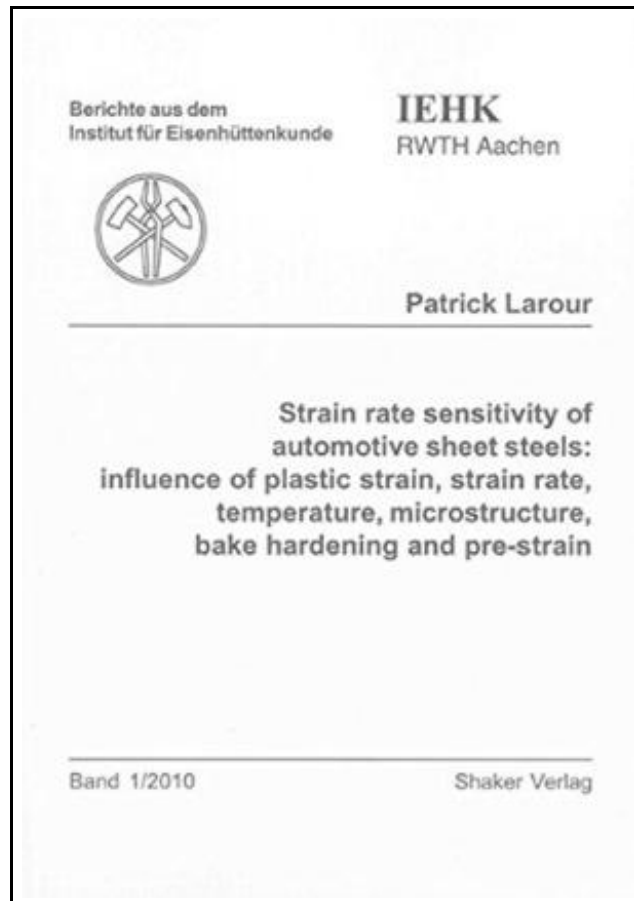 Berichte aus dem
Institut für Eisenhüttenkunde
IEHK
RWTH Aachen
Patrick Larour
Strain rate sensitivity of
automotive sheet steels:
influence of plastic strain, strain rate,
temperature, microstructure,
bake hardening and pre-strain
Band 1/2010
Shaker Verlag